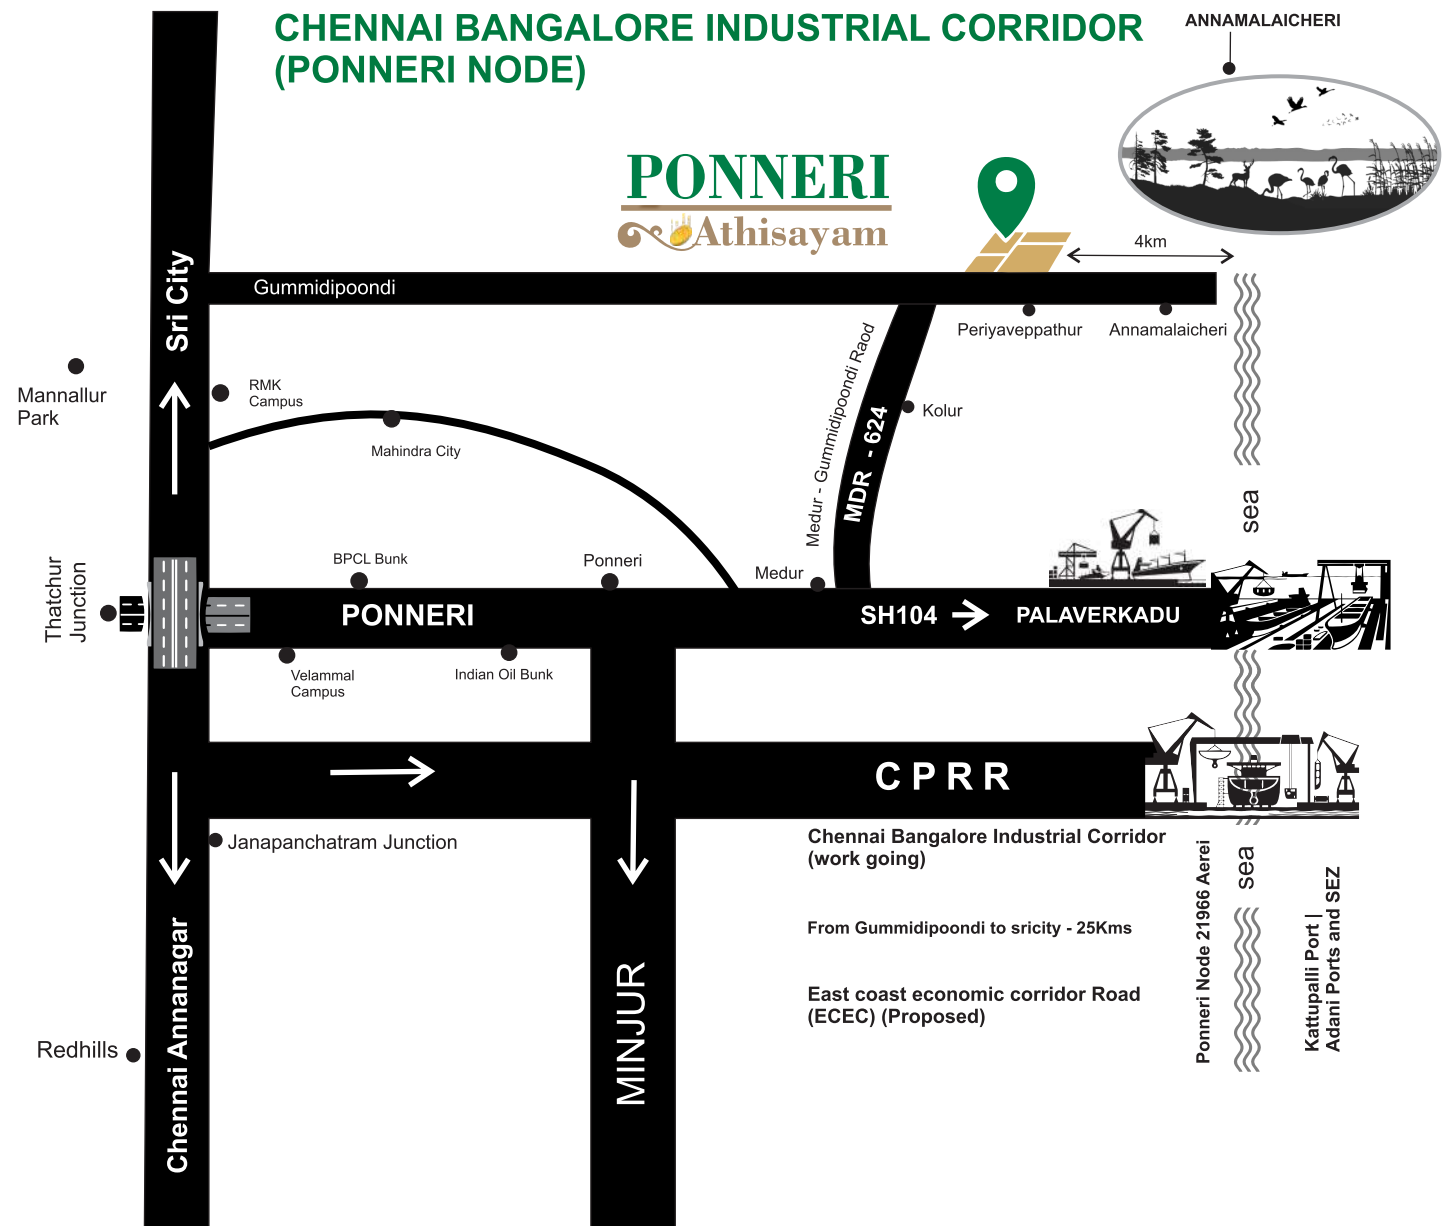 CHENNAI BANGALORE INDUSTRIAL CORRIDOR
(PONNERI NODE)
ANNAMALAICHERI
PONNERI
Athisayam
4km
Sri City
Gummidipoondi
Periyaveppathur
Annamalaicheri
Mannallur
Park
RMK
Campus
Mahindra City
Medur - Gummidipoondi Raod
MDR - 624
Kolur
sea
Thatchur
Junction
BPCL Bunk
Ponneri
Medur
PONNERI
SH104
PALAVERKADU
Velammal
Campus
Indian Oil Bunk
CPRR
Janapanchatram Junction
Chennai Bangalore Industrial Corridor
(work going)
From Gummidipoondi to sricity - 25Kms
East coast economic corridor Road
(ECEC) (Proposed)
Ponneri Node 21966 Aerei
sea
Kattupalli Port |
Adani Ports and SEZ
Redhills
Chennai Annanagar
MINJUR